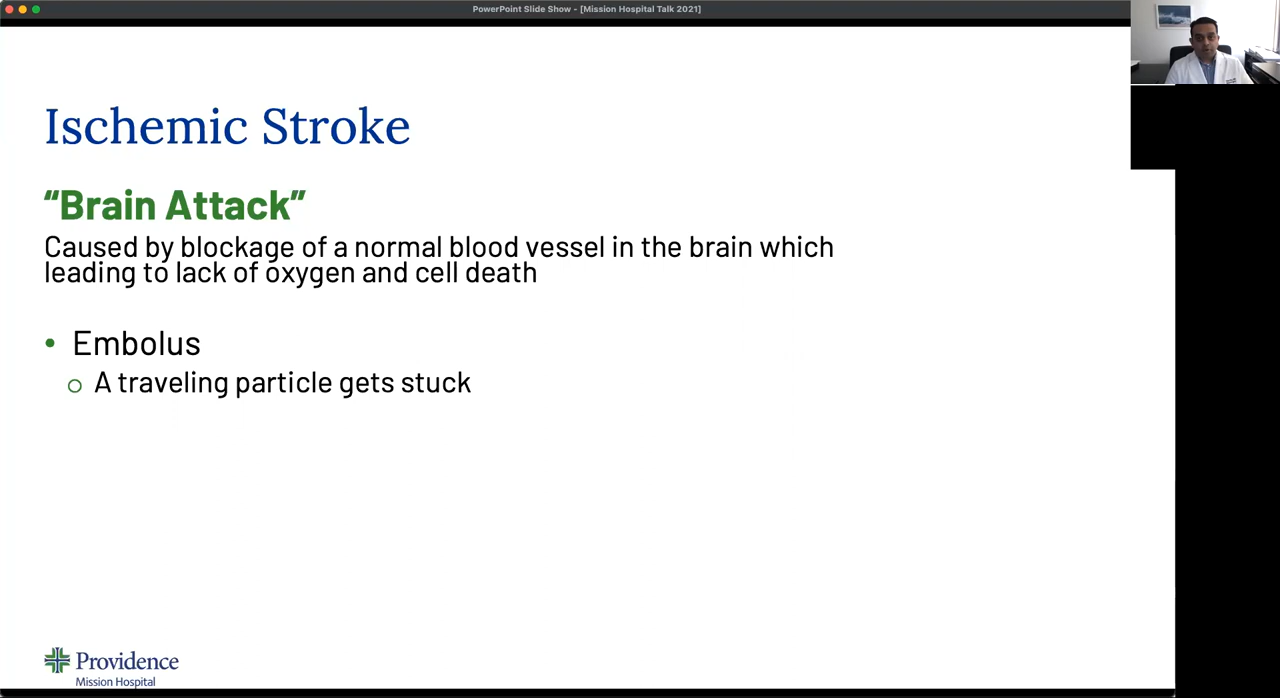 PowerPoint Slide Show - [Mission Hospital Talk 2021]
Ischemic Stroke
“Brain Attack”
Caused by blockage of a normal blood vessel in the brain which
leading to lack of oxygen and cell death
• Embolus
○ A traveling particle gets stuck
Providence
Mission Hospital